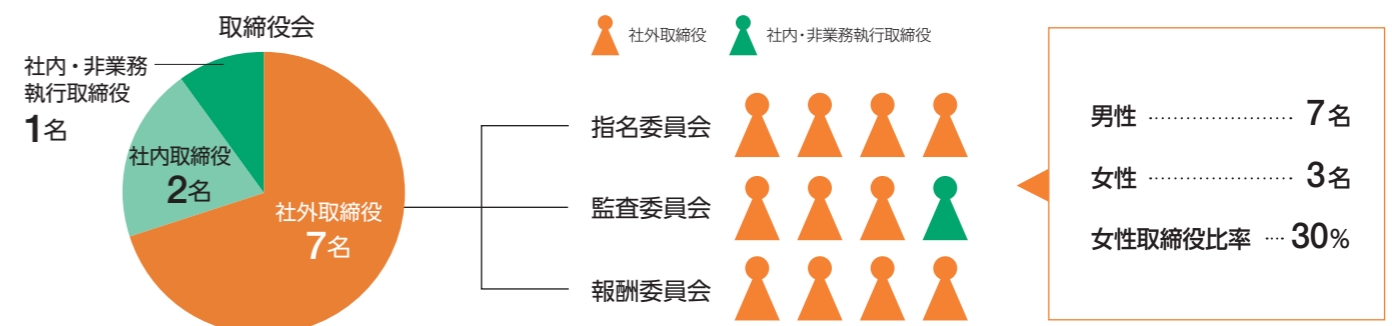 取締役会
社内・非業務
執行取締役
1名
社内取締役
2名
社外取締役
7名
社外取締役
社内・非業務執行取締役
指名委員会
監査委員会
報酬委員会
男性 …………………… 7名
女性 …………………… 3名
女性取締役比率 … 30%